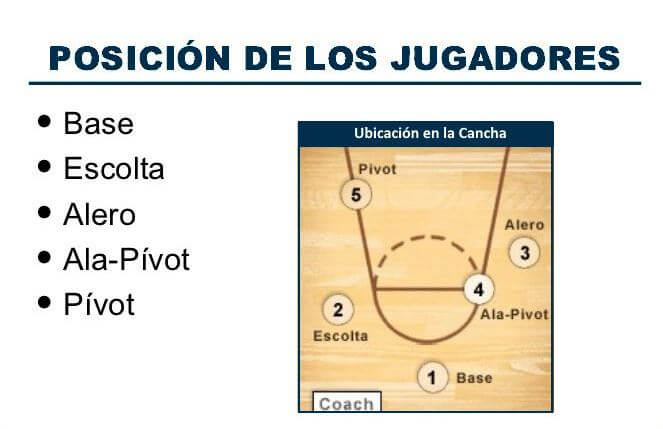 POSICIÓN DE LOS JUGADORES
• Base
• Escolta
• Alero
• Ala-Pívot
• Pívot
Ubicación en la Cancha
Pivot
5
Alero
3
4
Ala-Pivot
2
Escolta
1 Base
Coach